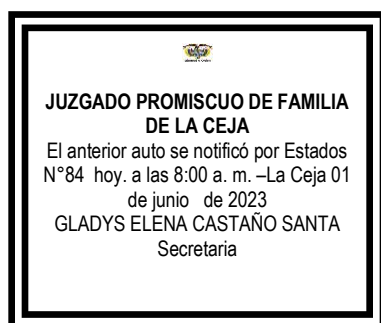 JUZGADO PROMISCUO DE FAMILIA
DE LA CEJA
El anterior auto se notificó por Estados
N°84 hoy. a las 8:00 a. m. –La Ceja 01
de junio de 2023
GLADYS ELENA CASTAÑO SANTA
Secretaria